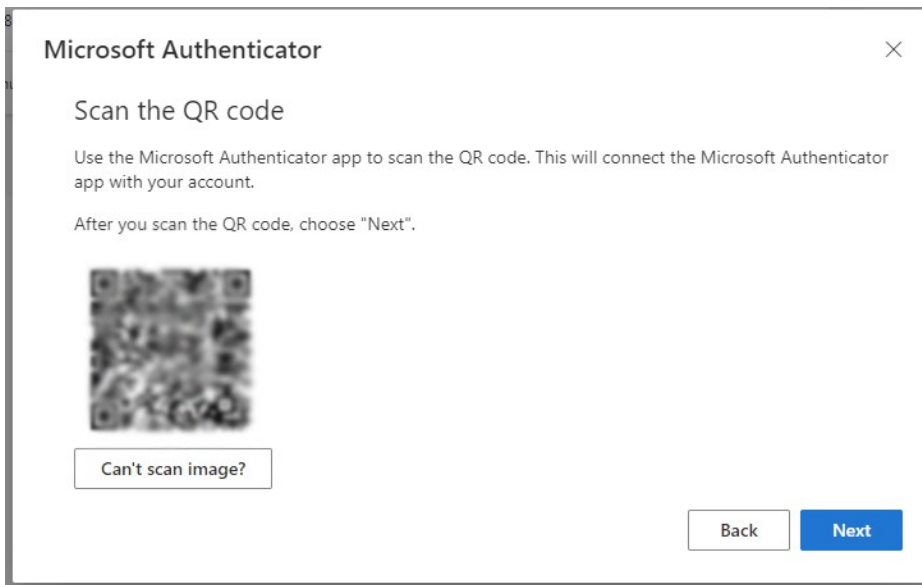 8
Microsoft Authenticator
Scan the QR code
Use the Microsoft Authenticator app to scan the QR code. This will connect the Microsoft Authenticator
app with your account.
After you scan the QR code, choose "Next".
Can't scan image?
Back
Next